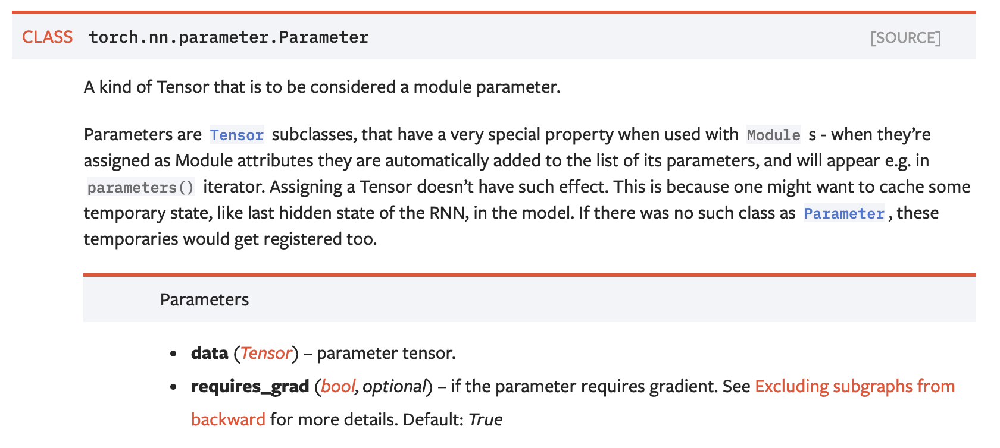 CLASS torch.nn.parameter.Parameter [SOURCE]
A kind of Tensor that is to be considered a module parameter.
Parameters are Tensor subclasses, that have a very special property when used with Module s - when they’re
assigned as Module attributes they are automatically added to the list of its parameters, and will appear e.g. in
parameters() iterator. Assigning a Tensor doesn’t have such effect. This is because one might want to cache some
temporary state, like last hidden state of the RNN, in the model. If there was no such class as Parameter, these
temporaries would get registered too.
Parameters
• data (Tensor) – parameter tensor.
• requires_grad (bool, optional) – if the parameter requires gradient. See Excluding subgraphs from
backward for more details. Default: True